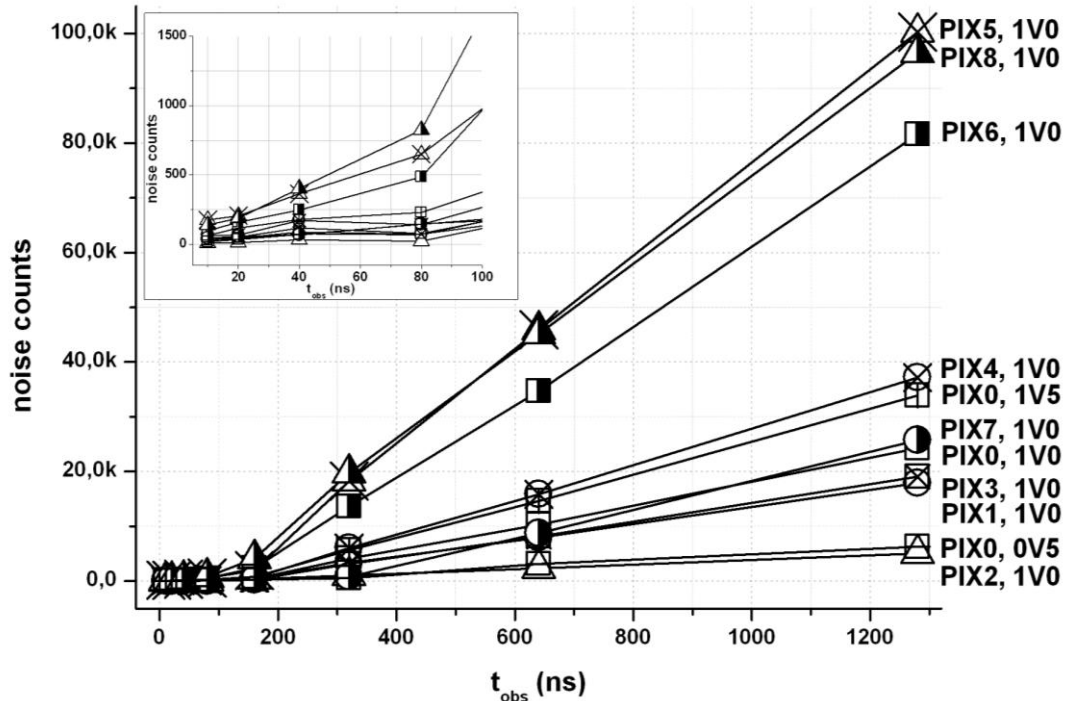 100,0k
80,0k
60,0k
40,0k
20,0k
0,0
noise counts
0
200
400
600
800
1000
1200
t_obs (ns)
1500
1000
500
0
noise counts
20
40
60
80
100
t_obs (ns)
PIX5, 1V0
PIX8, 1V0
PIX6, 1V0
PIX4, 1V0
PIX0, 1V5
PIX7, 1V0
PIX0, 1V0
PIX3, 1V0
PIX1, 1V0
PIX0, 0V5
PIX2, 1V0